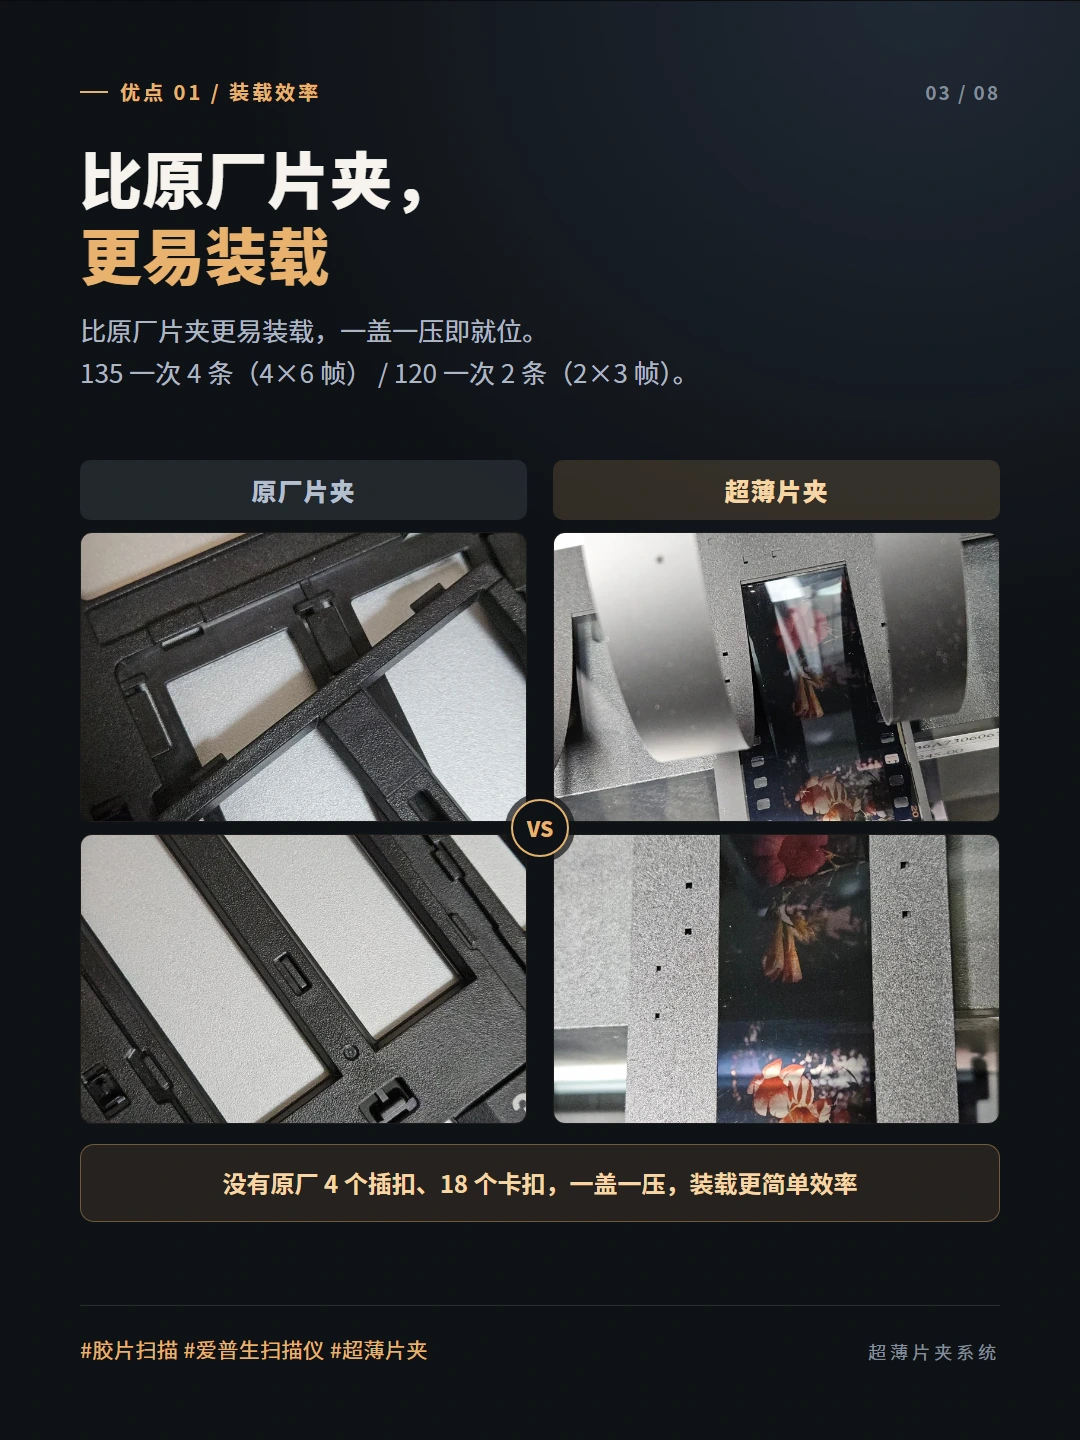 优点 01 / 装载效率
03 / 08
比原厂片夹，
更易装载
比原厂片夹更易装载，一盖一压即就位。
135 一次 4 条（4×6 帧） / 120 一次 2 条（2×3 帧）。
原厂片夹
超薄片夹
VS
没有原厂 4 个插扣、18 个卡扣，一盖一压，装载更简单效率
#胶片扫描 #爱普生扫描仪 #超薄片夹
超薄片夹系统